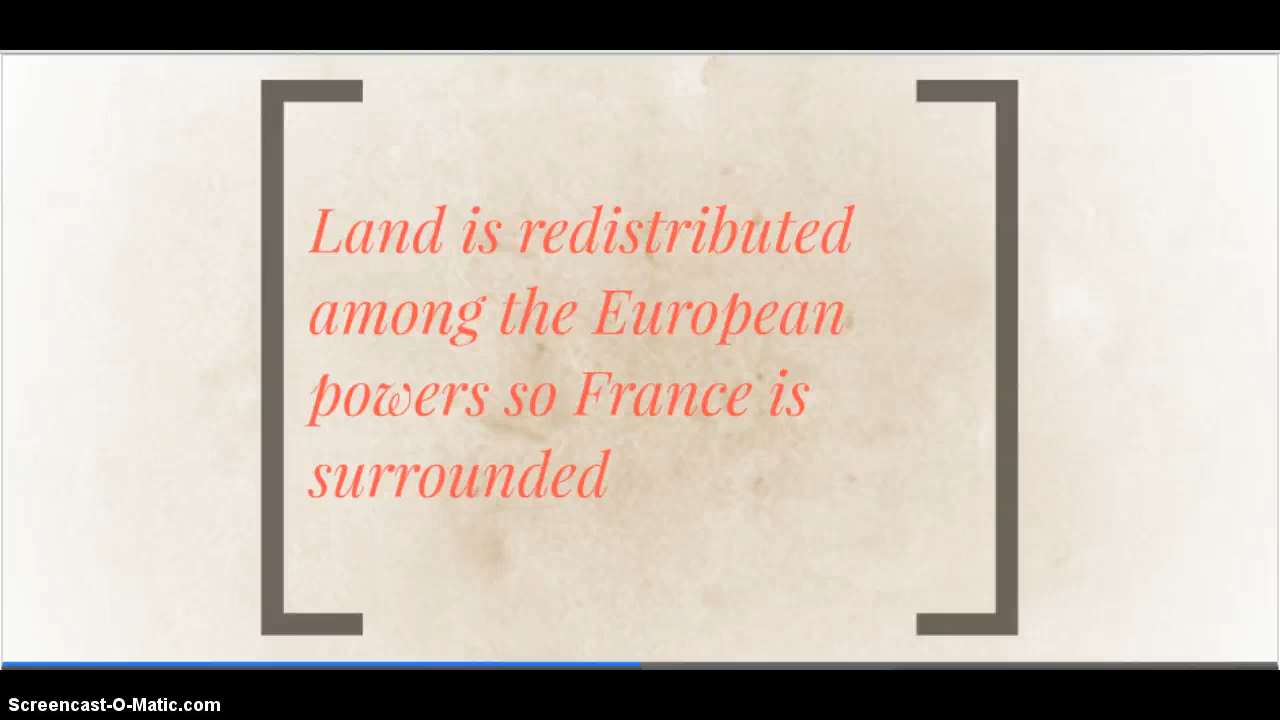 Land is redistributed
among the European
powers so France is
surrounded
Screencast-O-Matic.com